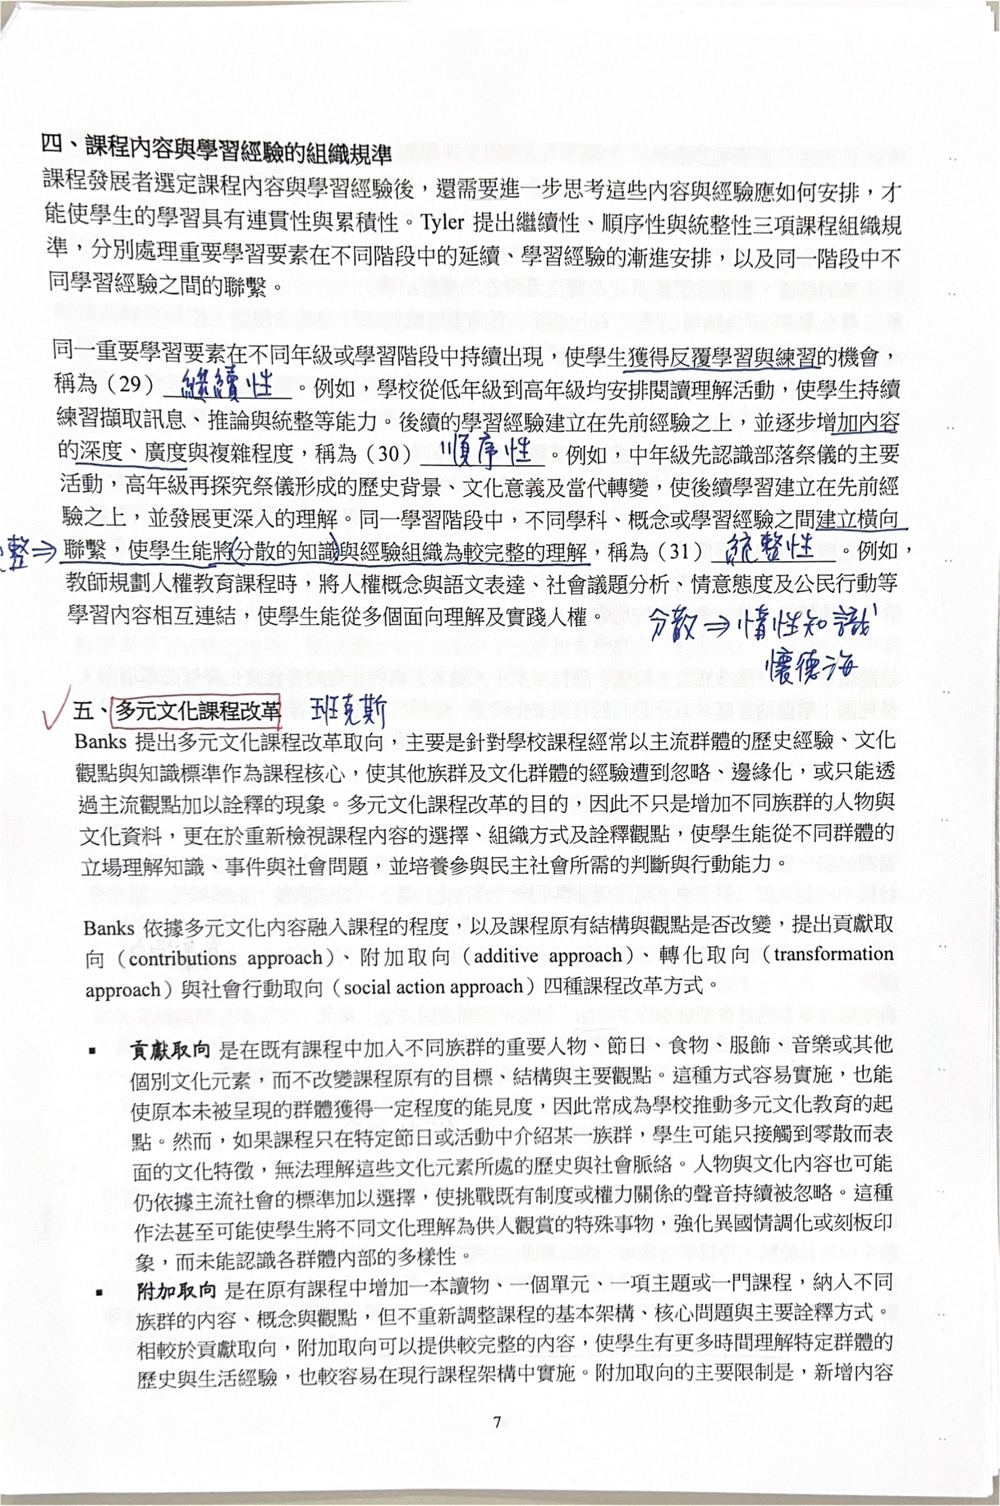 四、課程內容與學習經驗的組織規準
課程發展者選定課程內容與學習經驗後，還需要進一步思考這些內容與經驗應如何安排，才
能使學生的學習具有連貫性與累積性。Tyler 提出繼續性、順序性與統整性三項課程組織規
準，分別處理重要學習要素在不同階段中的延續、學習經驗的漸進安排，以及同一階段中不
同學習經驗之間的聯繫。
同一重要學習要素在不同年級或學習階段中持續出現，使學生獲得反覆學習與練習的機會，
稱為（29） 繼續性 。例如，學校從低年級到高年級均安排閱讀理解活動，使學生持續
練習擷取訊息、推論與統整等能力。後續的學習經驗建立在先前經驗之上，並逐步增加內容
的深度、廣度與複雜程度，稱為（30） 順序性 。例如，中年級先認識部落祭儀的主要
活動，高年級再探究祭儀形成的歷史背景、文化意義及當代轉變，使後續學習建立在先前經
驗之上，並發展更深入的理解。同一學習階段中，不同學科、概念或學習經驗之間建立橫向
整⇒ 聯繫，使學生能將(分散的知識)與經驗組織為較完整的理解，稱為（31） 統整性 。例如，
教師規劃人權教育課程時，將人權概念與語文表達、社會議題分析、情意態度及公民行動等
學習內容相互連結，使學生能從多個面向理解及實踐人權。
分散⇒惰性知識
懷德海
五、多元文化課程改革 班克斯
Banks 提出多元文化課程改革取向，主要是針對學校課程經常以主流群體的歷史經驗、文化
觀點與知識標準作為課程核心，使其他族群及文化群體的經驗遭到忽略、邊緣化，或只能透
過主流觀點加以詮釋的現象。多元文化課程改革的目的，因此不只是增加不同族群的人物與
文化資料，更在於重新檢視課程內容的選擇、組織方式及詮釋觀點，使學生能從不同群體的
立場理解知識、事件與社會問題，並培養參與民主社會所需的判斷與行動能力。
Banks 依據多元文化內容融入課程的程度，以及課程原有結構與觀點是否改變，提出貢獻取
向（contributions approach）、附加取向（additive approach）、轉化取向（transformation
approach）與社會行動取向（social action approach）四種課程改革方式。
▪ 貢獻取向 是在既有課程中加入不同族群的重要人物、節日、食物、服飾、音樂或其他
個別文化元素，而不改變課程原有的目標、結構與主要觀點。這種方式容易實施，也能
使原本未被呈現的群體獲得一定程度的能見度，因此常成為學校推動多元文化教育的起
點。然而，如果課程只在特定節日或活動中介紹某一族群，學生可能只接觸到零散而表
面的文化特徵，無法理解這些文化元素所處的歷史與社會脈絡。人物與文化內容也可能
仍依據主流社會的標準加以選擇，使挑戰既有制度或權力關係的聲音持續被忽略。這種
作法甚至可能使學生將不同文化理解為供人觀賞的特殊事物，強化異國情調化或刻板印
象，而未能認識各群體內部的多樣性。
▪ 附加取向 是在原有課程中增加一本讀物、一個單元、一項主題或一門課程，納入不同
族群的內容、概念與觀點，但不重新調整課程的基本架構、核心問題與主要詮釋方式。
相較於貢獻取向，附加取向可以提供較完整的內容，使學生有更多時間理解特定群體的
歷史與生活經驗，也較容易在現行課程架構中實施。附加取向的主要限制是，新增內容
7